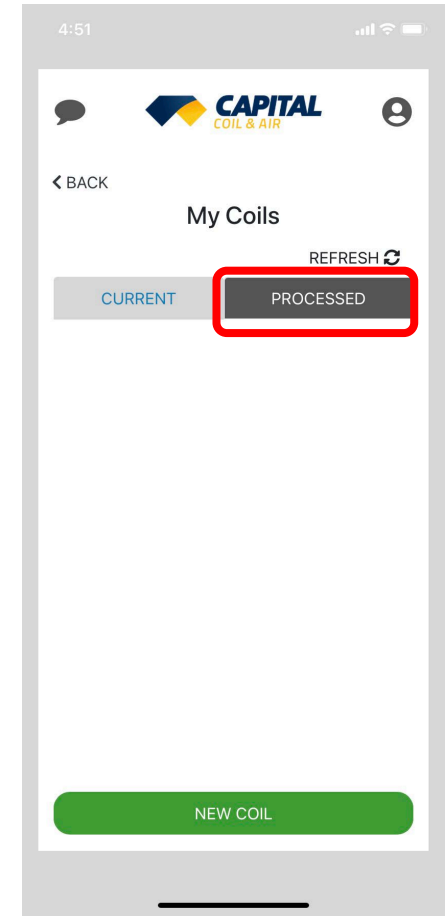 4:51
CAPITAL
COIL & AIR
BACK
My Coils
REFRESH
CURRENT PROCESSED
NEW COIL